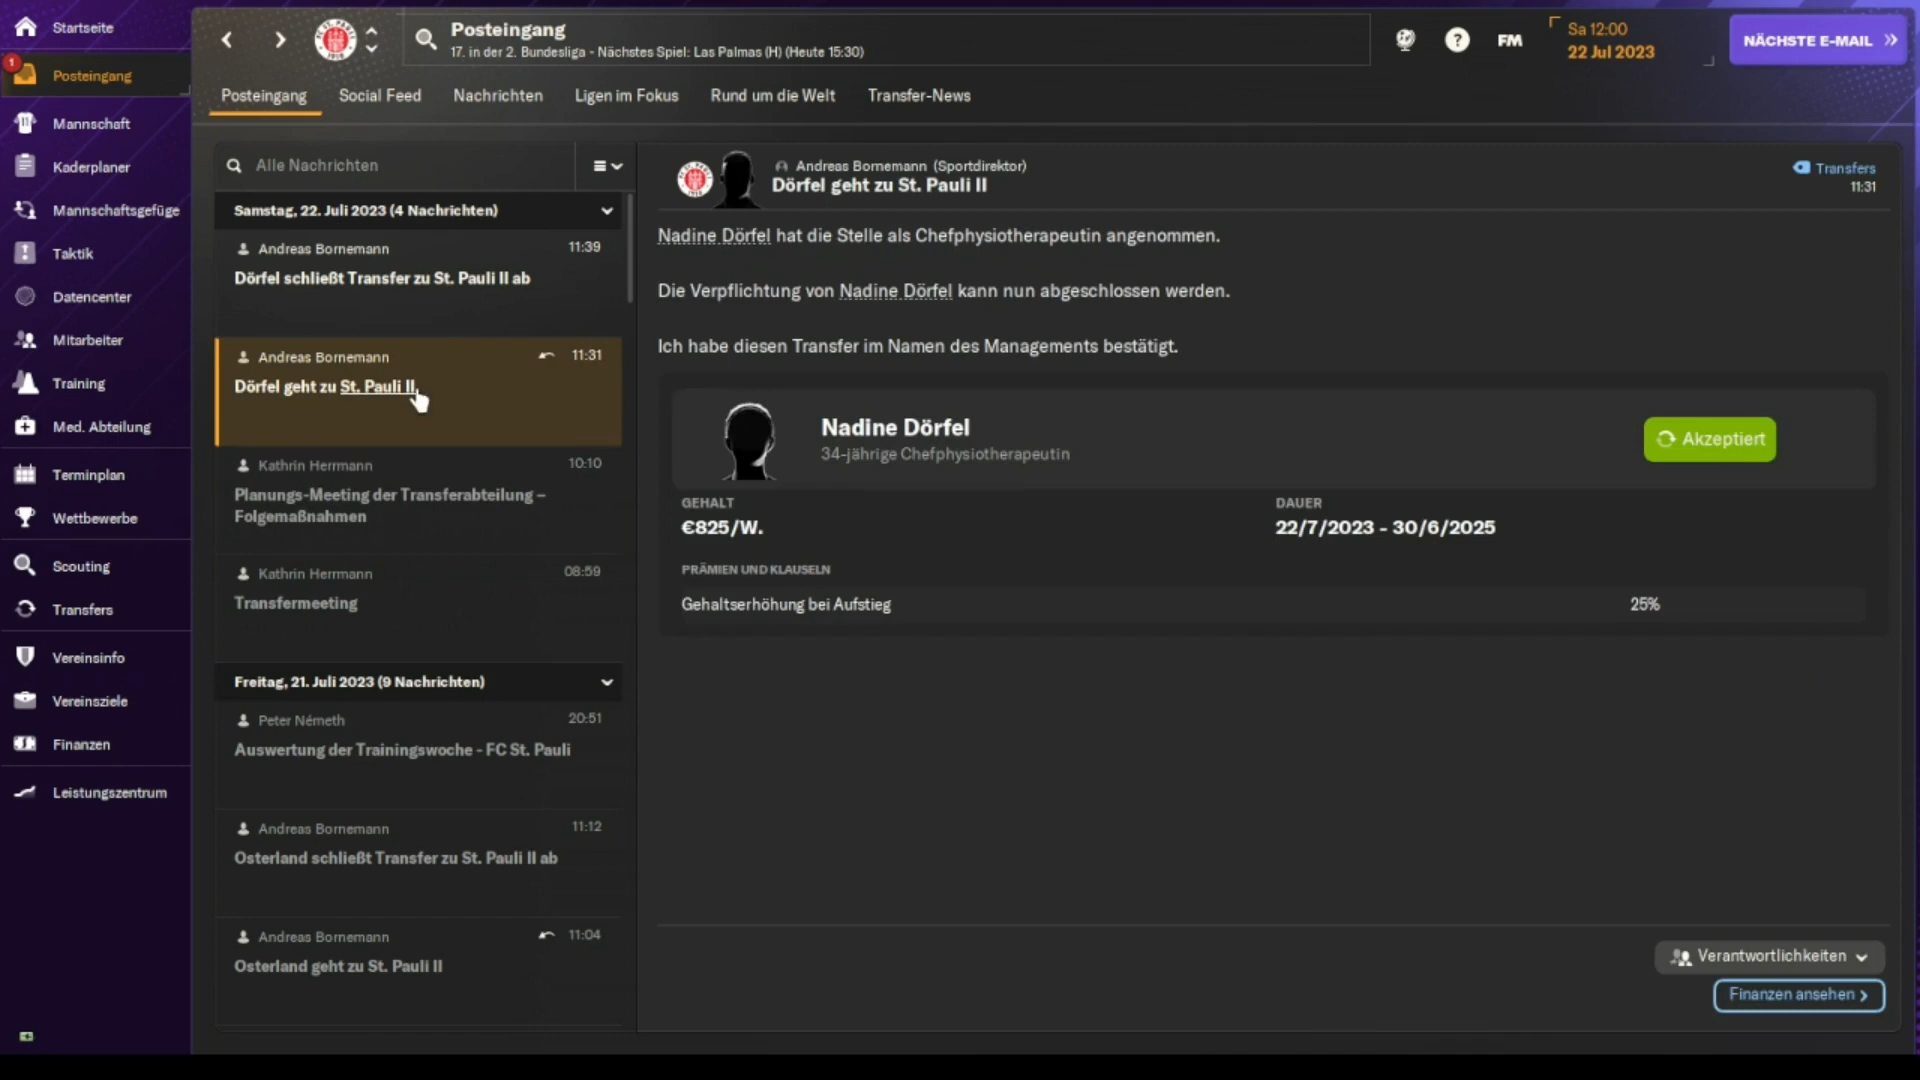 Startseite
1
Posteingang
Mannschaft
Kaderplaner
Mannschaftsgefüge
Taktik
Datencenter
Mitarbeiter
Training
Med. Abteilung
Terminplan
Wettbewerbe
Scouting
Transfers
Vereinsinfo
Vereinsziele
Finanzen
Leistungszentrum
Posteingang
17. in der 2. Bundesliga - Nächstes Spiel: Las Palmas (H) (Heute 15:30)
?
FM
Sa 12:00
22 Jul 2023
NÄCHSTE E-MAIL
Posteingang
Social Feed
Nachrichten
Ligen im Fokus
Rund um die Welt
Transfer-News
Alle Nachrichten
Samstag, 22. Juli 2023 (4 Nachrichten)
Andreas Bornemann 11:39
Dörfel schließt Transfer zu St. Pauli II ab
Andreas Bornemann 11:31
Dörfel geht zu St. Pauli II
Kathrin Herrmann 10:10
Planungs-Meeting der Transferabteilung –
Folgemaßnahmen
Kathrin Herrmann 08:59
Transfermeeting
Freitag, 21. Juli 2023 (9 Nachrichten)
Peter Németh 20:51
Auswertung der Trainingswoche - FC St. Pauli
Andreas Bornemann 11:12
Osterland schließt Transfer zu St. Pauli II ab
Andreas Bornemann 11:04
Osterland geht zu St. Pauli II
Andreas Bornemann (Sportdirektor)
Dörfel geht zu St. Pauli II
Transfers
11:31
Nadine Dörfel hat die Stelle als Chefphysiotherapeutin angenommen.
Die Verpflichtung von Nadine Dörfel kann nun abgeschlossen werden.
Ich habe diesen Transfer im Namen des Managements bestätigt.
Nadine Dörfel
34-jährige Chefphysiotherapeutin
Akzeptiert
GEHALT
€825/W.
DAUER
22/7/2023 - 30/6/2025
PRÄMIEN UND KLAUSELN
Gehaltserhöhung bei Aufstieg 25%
Verantwortlichkeiten
Finanzen ansehen